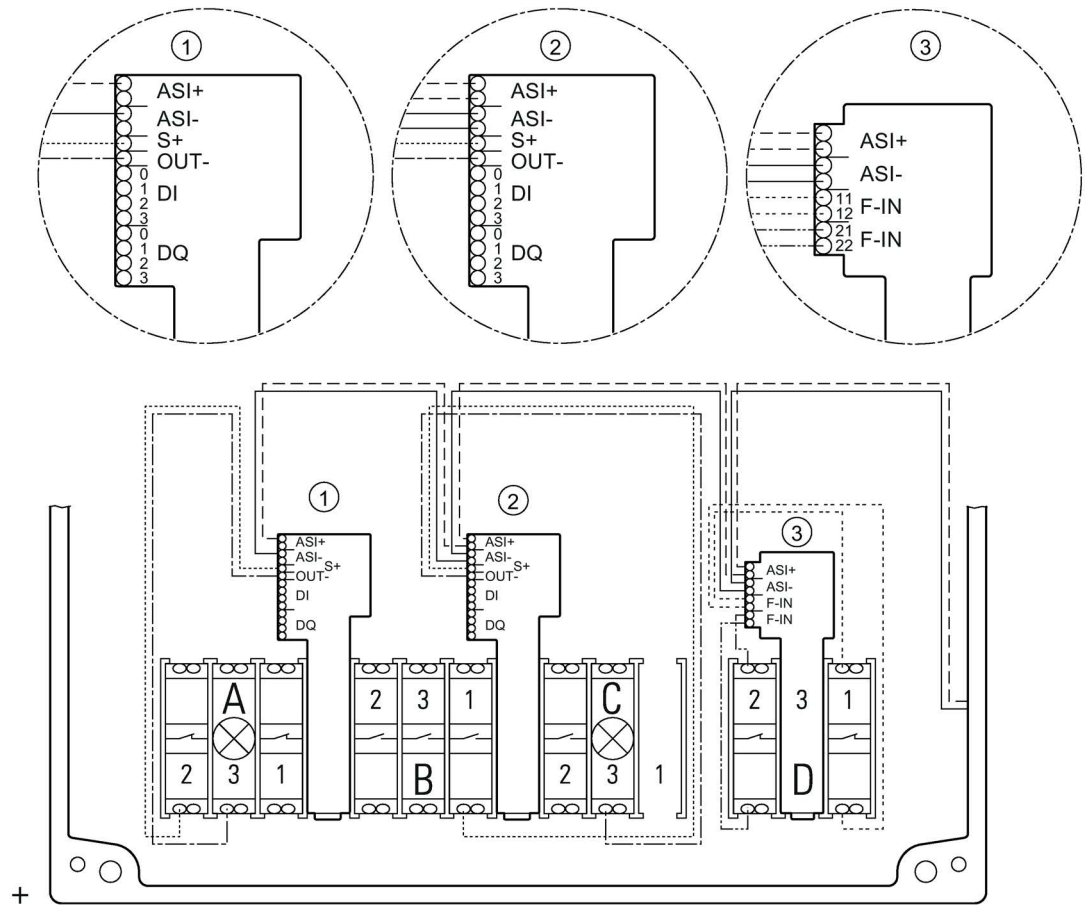 1
ASI+
ASI-
S+
OUT-
0
1
DI
2
3
0
1
DQ
2
3
2
ASI+
ASI-
S+
OUT-
0
1
DI
2
3
0
1
DQ
2
3
3
ASI+
ASI-
11
F-IN
12
21
F-IN
22
1
ASI+
ASI-
S+
OUT-
DI
DQ
2
ASI+
ASI-
S+
OUT-
DI
DQ
3
ASI+
ASI-
F-IN
F-IN
A
2 3 1
2 3 1
B
C
2 3 1
2 3 1
D
+